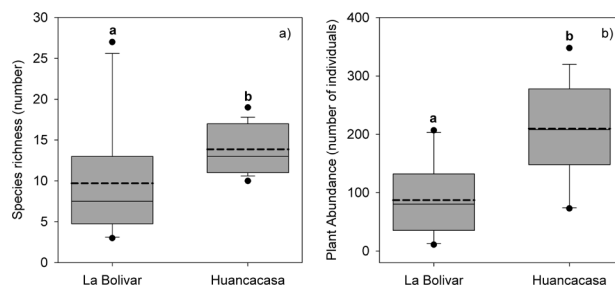 a)
30
25
20
15
10
5
0
Species richness (number)
a
b
La Bolivar
Huancacasa
b)
400
300
200
100
0
Plant Abundance (number of individuals)
a
b
La Bolivar
Huancacasa